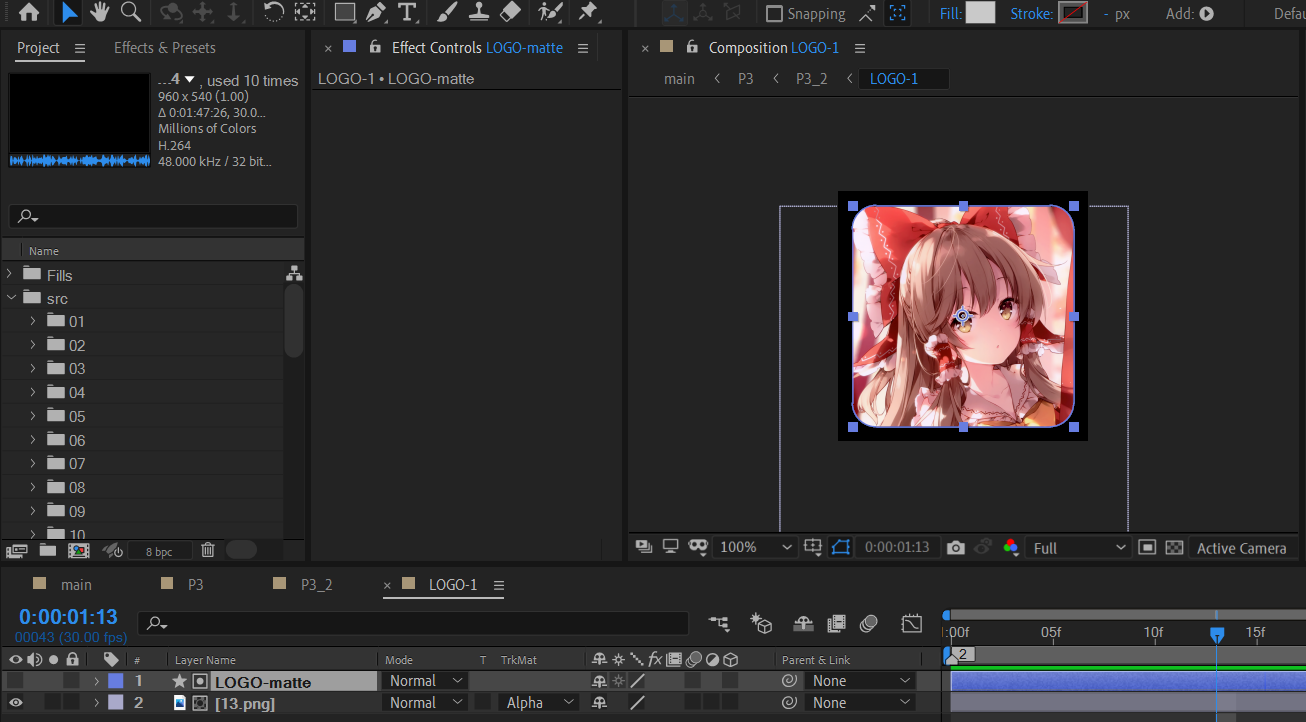 Snapping
Fill:
Stroke:
- px
Add:
Defau
Project
Effects & Presets
...4 , used 10 times
960 x 540 (1.00)
Δ 0:01:47:26, 30.0...
Millions of Colors
H.264
48.000 kHz / 32 bit...
Name
Fills
src
01
02
03
04
05
06
07
08
09
10
8 bpc
Effect Controls LOGO-matte
LOGO-1 • LOGO-matte
Composition LOGO-1
main
P3
P3_2
LOGO-1
100%
0:00:01:13
Full
Active Camera
main
P3
P3_2
LOGO-1
0:00:01:13
00043 (30.00 fps)
1:00f
05f
10f
15f
#
Layer Name
Mode
T
TrkMat
Parent & Link
2
1
LOGO-matte
Normal
None
2
[13.png]
Normal
Alpha
None